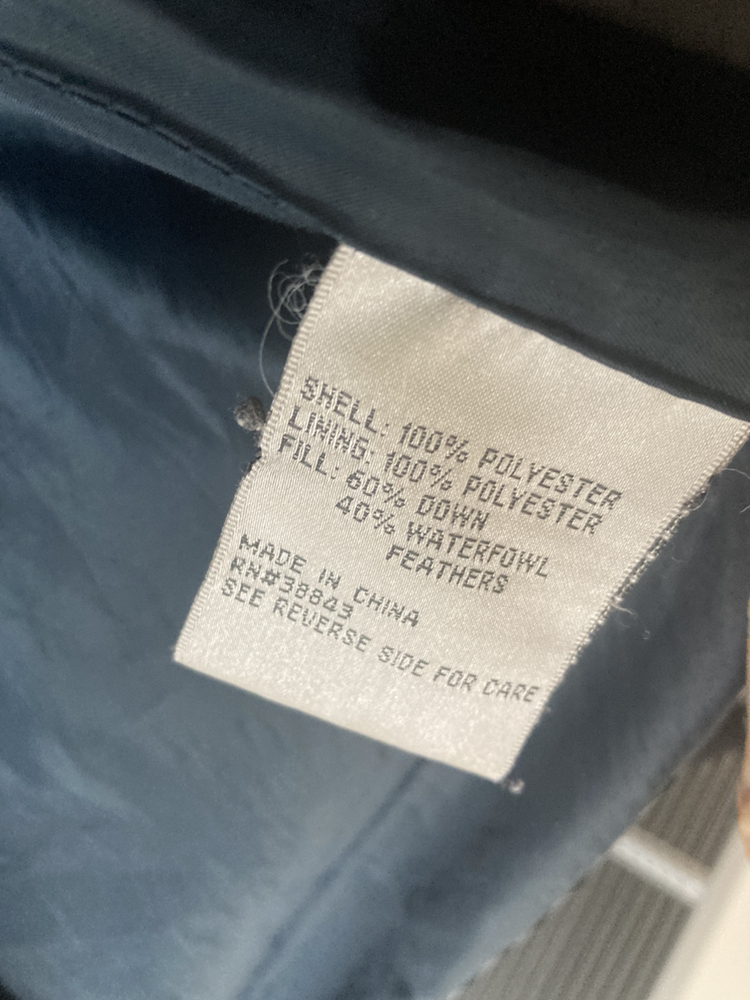 SHELL: 100% POLYESTER
LINING: 100% POLYESTER
FILL: 60% DOWN
40% WATERFOWL
FEATHERS
MADE IN CHINA
RN#38843
SEE REVERSE SIDE FOR CARE